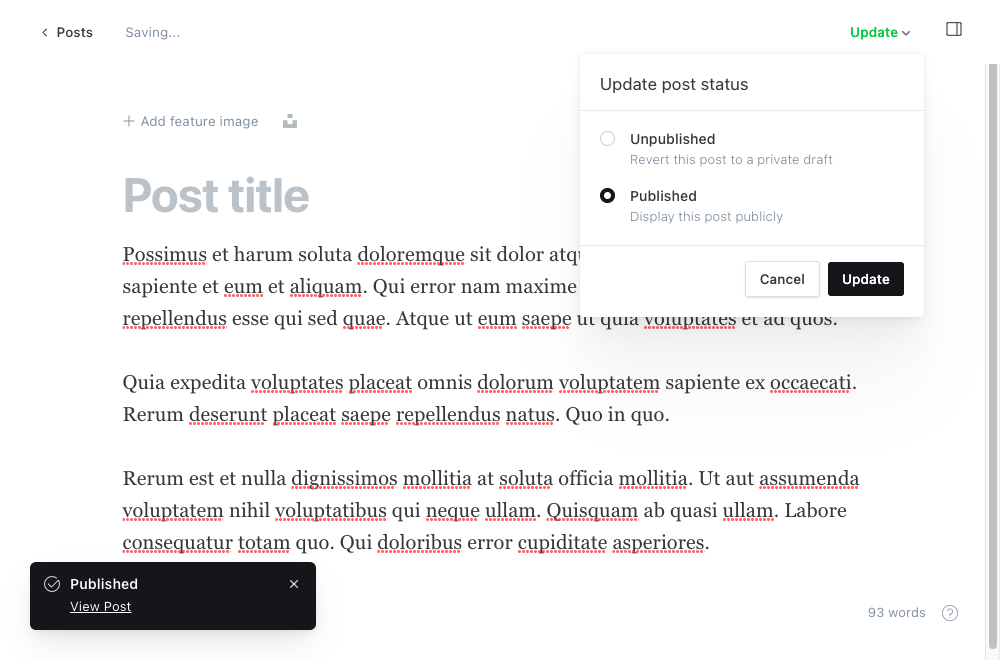 Posts
Saving...
Update
Update post status
Unpublished
Revert this post to a private draft
Published
Display this post publicly
Cancel
Update
Add feature image
Post title
Possimus et harum soluta doloremque sit dolor
sapiente et eum et aliquam. Qui error nam maxime
repellendus esse qui sed quae. Atque ut eum saepe ut quia voluptates et ad quos.
Quia expedita voluptates placeat omnis dolorum voluptatem sapiente ex occaecati.
Rerum deserunt placeat saepe repellendus natus. Quo in quo.
Rerum est et nulla dignissimos mollitia at soluta officia mollitia. Ut aut assumenda
voluptatem nihil voluptatibus qui neque ullam. Quisquam ab quasi ullam. Labore
consequatur totam quo. Qui doloribus error cupiditate asperiores.
Published
View Post
93 words
?